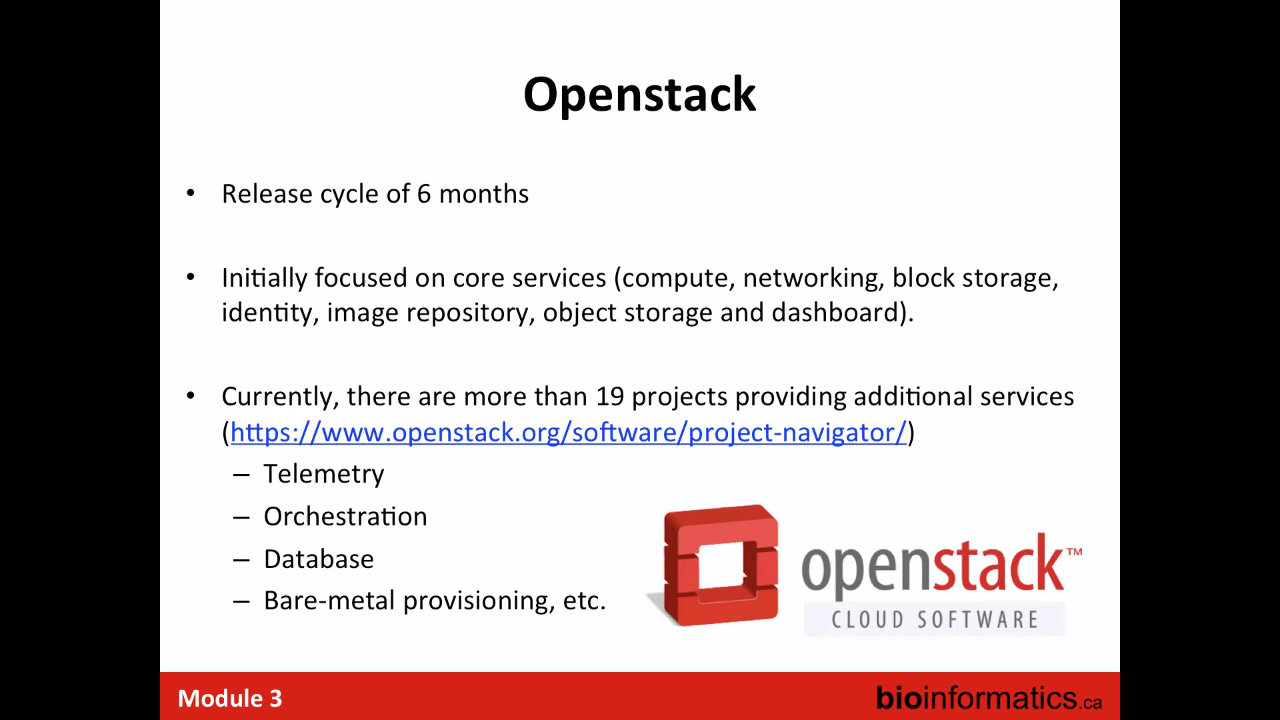 Openstack
• Release cycle of 6 months
• Initially focused on core services (compute, networking, block storage,
identity, image repository, object storage and dashboard).
• Currently, there are more than 19 projects providing additional services
(https://www.openstack.org/software/project-navigator/)
– Telemetry
– Orchestration
– Database
– Bare-metal provisioning, etc.
openstack™
CLOUD SOFTWARE
Module 3
bioinformatics.ca